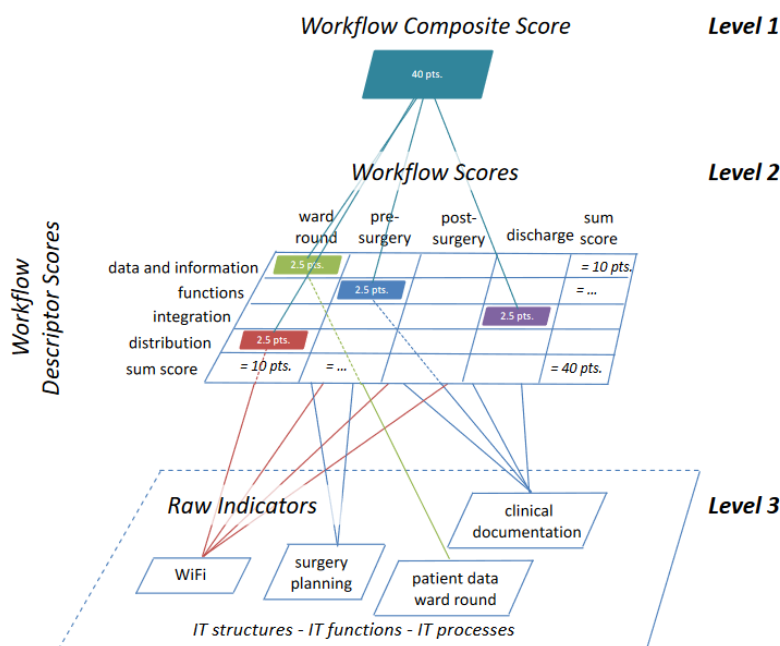 Workflow Composite Score
Level 1
40 pts.
Workflow Scores
Level 2
ward
round
pre-
surgery
post-
surgery
discharge
sum
score
Workflow
Descriptor Scores
data and information
2.5 pts.
= 10 pts.
functions
2.5 pts.
= ...
integration
2.5 pts.
distribution
2.5 pts.
sum score
= 10 pts.
= ...
= 40 pts.
Raw Indicators
Level 3
clinical
documentation
WiFi
surgery
planning
patient data
ward round
IT structures - IT functions - IT processes